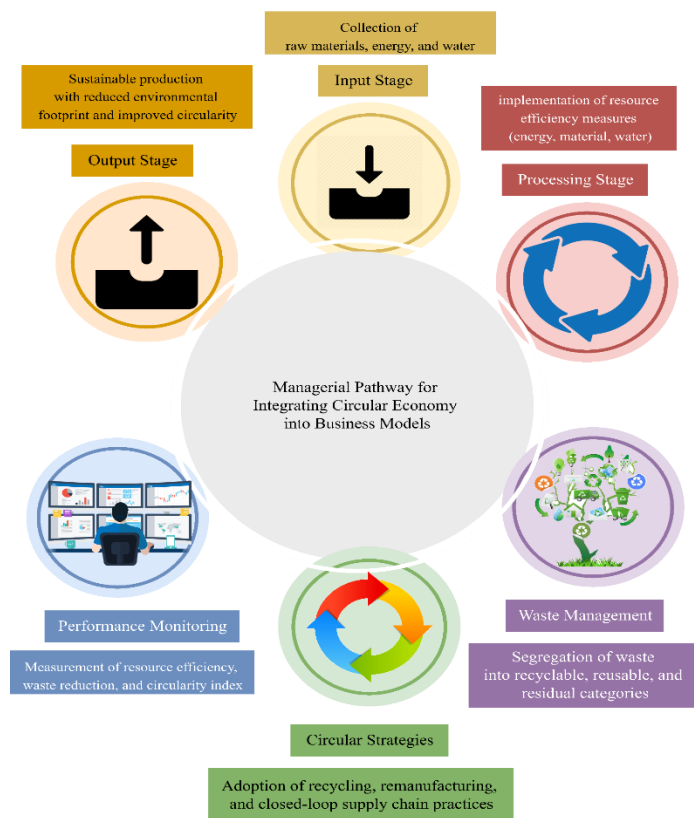 Collection of
raw materials, energy, and water
Input Stage
implementation of resource
efficiency measures
(energy, material, water)
Processing Stage
Waste Management
Segregation of waste
into recyclable, reusable, and
residual categories
Circular Strategies
Adoption of recycling, remanufacturing,
and closed-loop supply chain practices
Performance Monitoring
Measurement of resource efficiency,
waste reduction, and circularity index
Sustainable production
with reduced environmental
footprint and improved circularity
Output Stage
Managerial Pathway for
Integrating Circular Economy
into Business Models